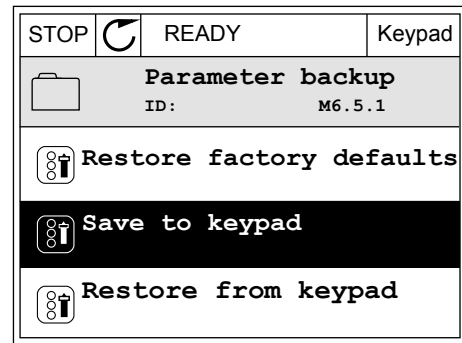 STOP READY Keypad
Parameter backup
ID: M6.5.1
Restore factory defaults
Save to keypad
Restore from keypad